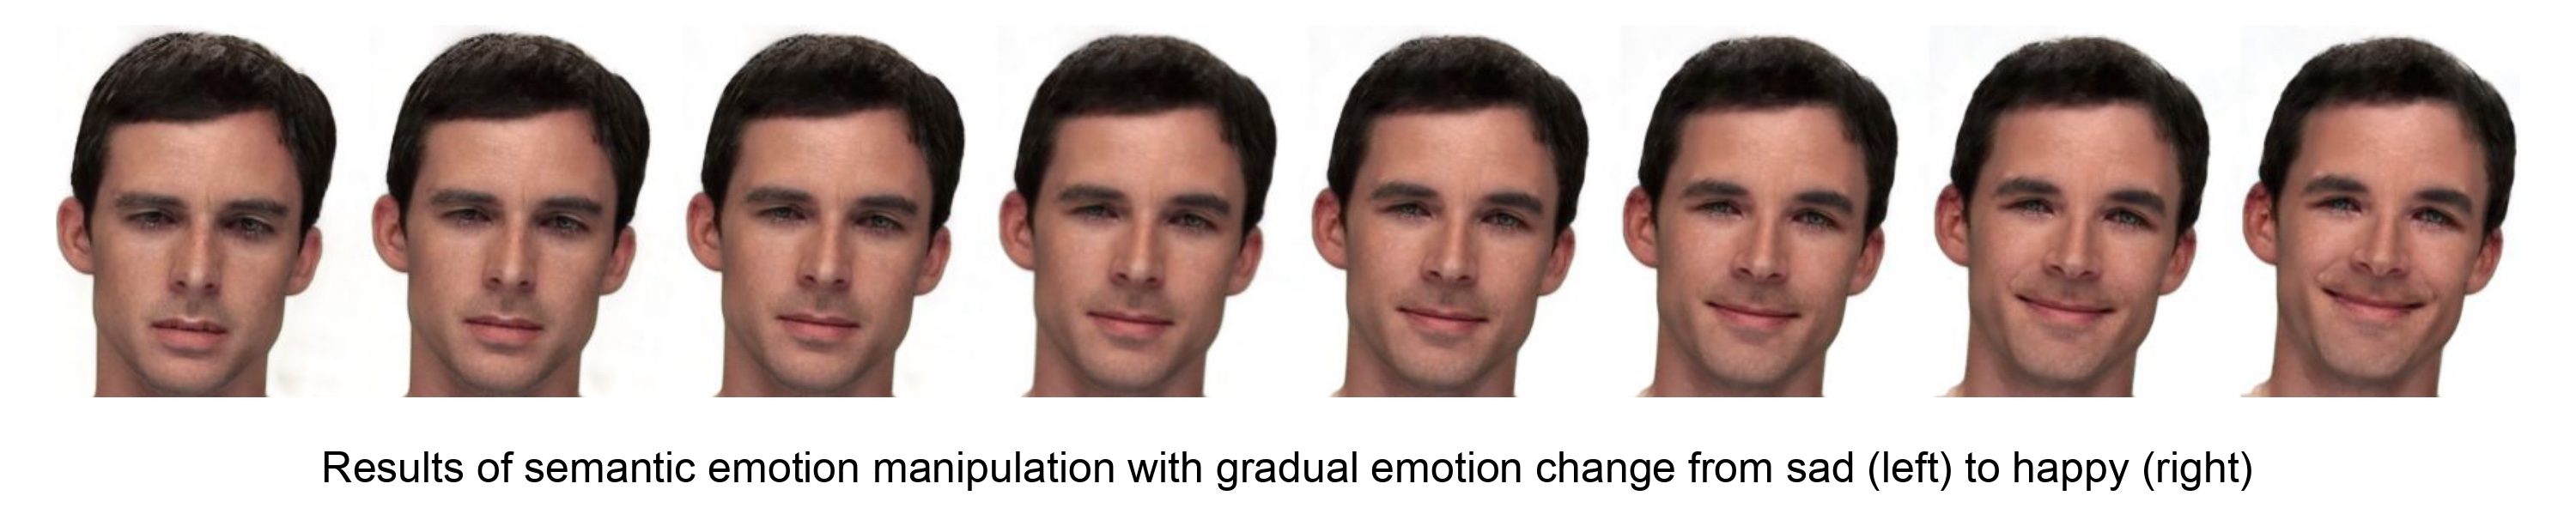 Results of semantic emotion manipulation with gradual emotion change from sad (left) to happy (right)